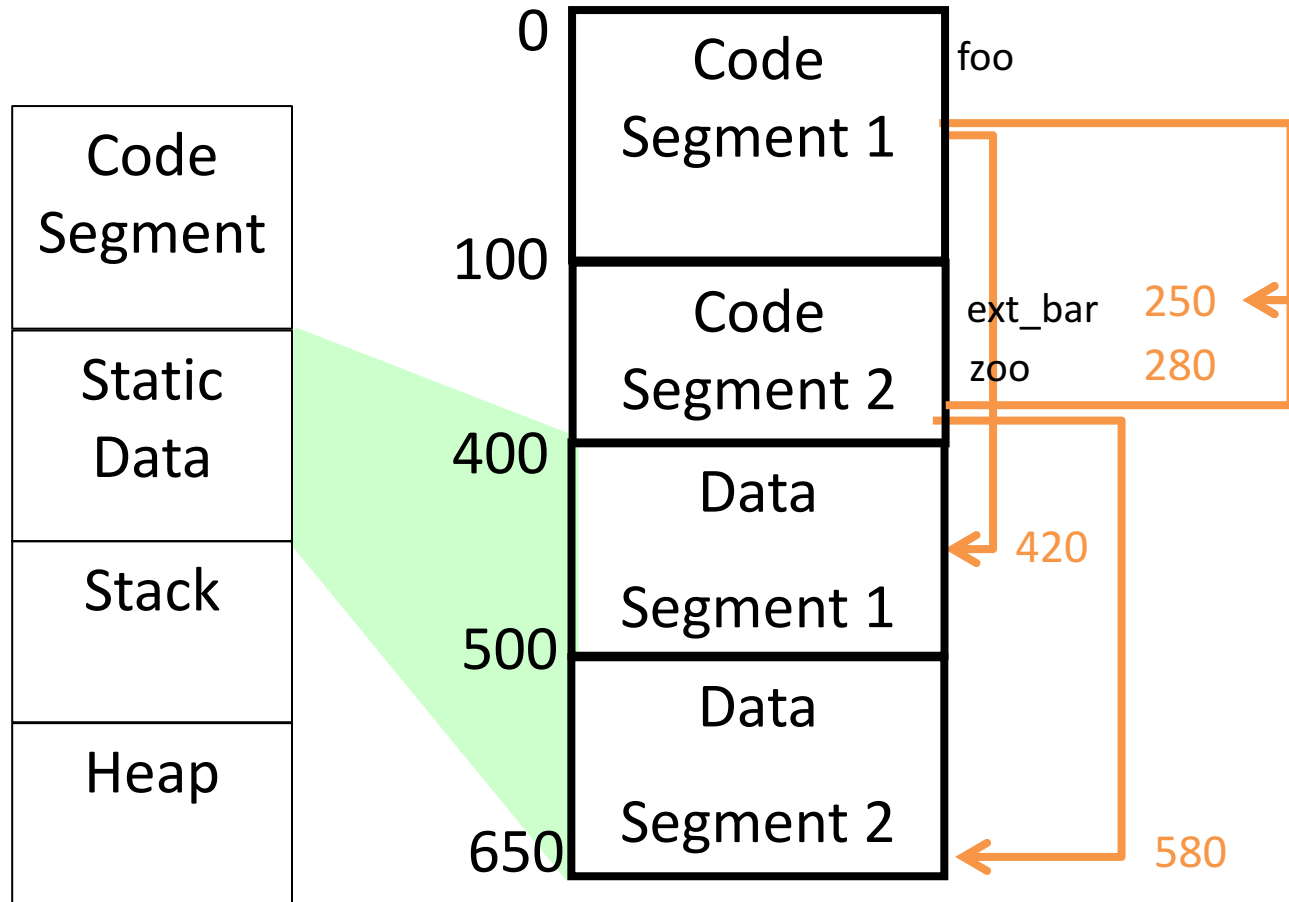 Code
Segment
Static
Data
Stack
Heap
0
Code
Segment 1
foo
100
Code
Segment 2
ext_bar 250
zoo 280
400
Data
Segment 1
420
500
Data
Segment 2
650
580